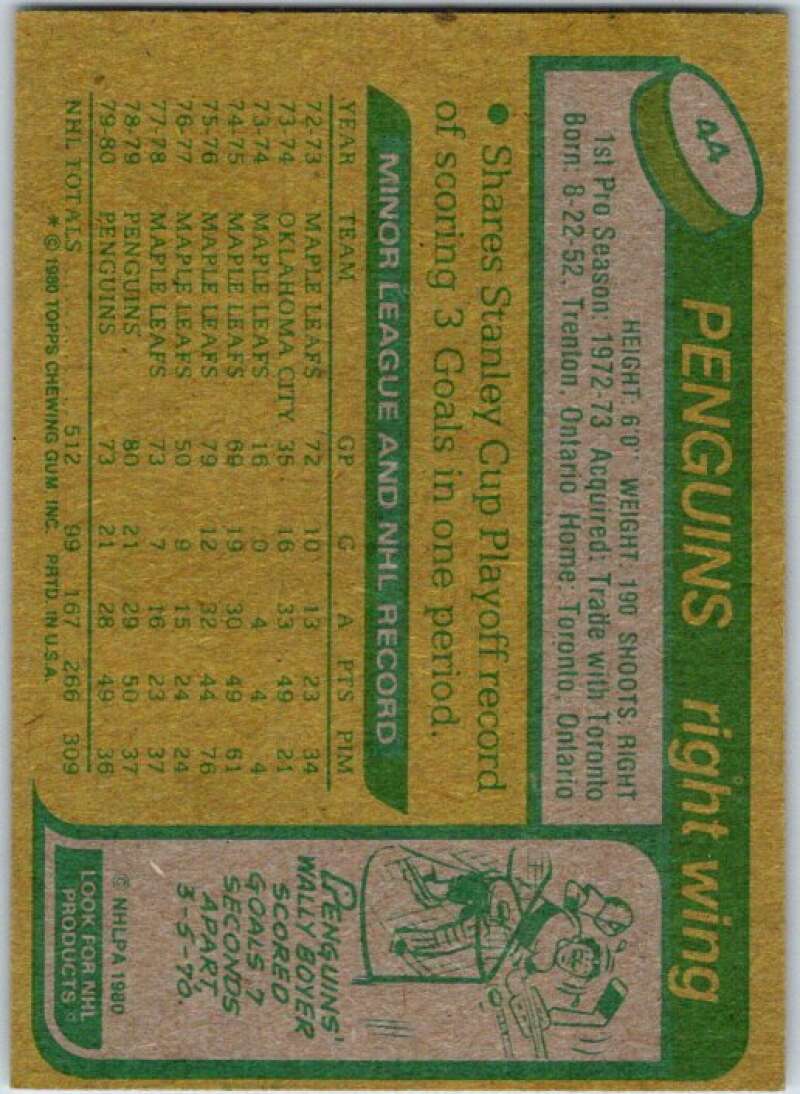 44
PENGUINS right wing
HEIGHT: 6'0" WEIGHT: 190 SHOOTS: RIGHT
1st Pro Season: 1972-73 Acquired: Trade with Toronto
Born: 8-22-52, Trenton, Ontario Home: Toronto, Ontario
• Shares Stanley Cup Playoff record
of scoring 3 Goals in one period.
MINOR LEAGUE AND NHL RECORD
YEAR TEAM GP G A PTS PIM
72-73 MAPLE LEAFS 72 10 13 23 34
73-74 OKLAHOMA CITY 35 16 33 49 21
73-74 MAPLE LEAFS 16 0 4 4 4
74-75 MAPLE LEAFS 69 19 30 49 61
75-76 MAPLE LEAFS 79 12 32 44 76
76-77 MAPLE LEAFS 50 9 15 24 24
77-78 MAPLE LEAFS 73 7 16 23 37
78-79 PENGUINS 80 21 29 50 37
79-80 PENGUINS 73 21 28 49 36
NHL TOTALS 512 99 167 266 309
* © 1980 TOPPS CHEWING GUM, INC. PRTD. IN U.S.A.
PENGUINS'
WALLY BOYER
SCORED
GOALS 7
SECONDS
APART,
3-5-70.
© NHLPA 1980
LOOK FOR NHL
PRODUCTS